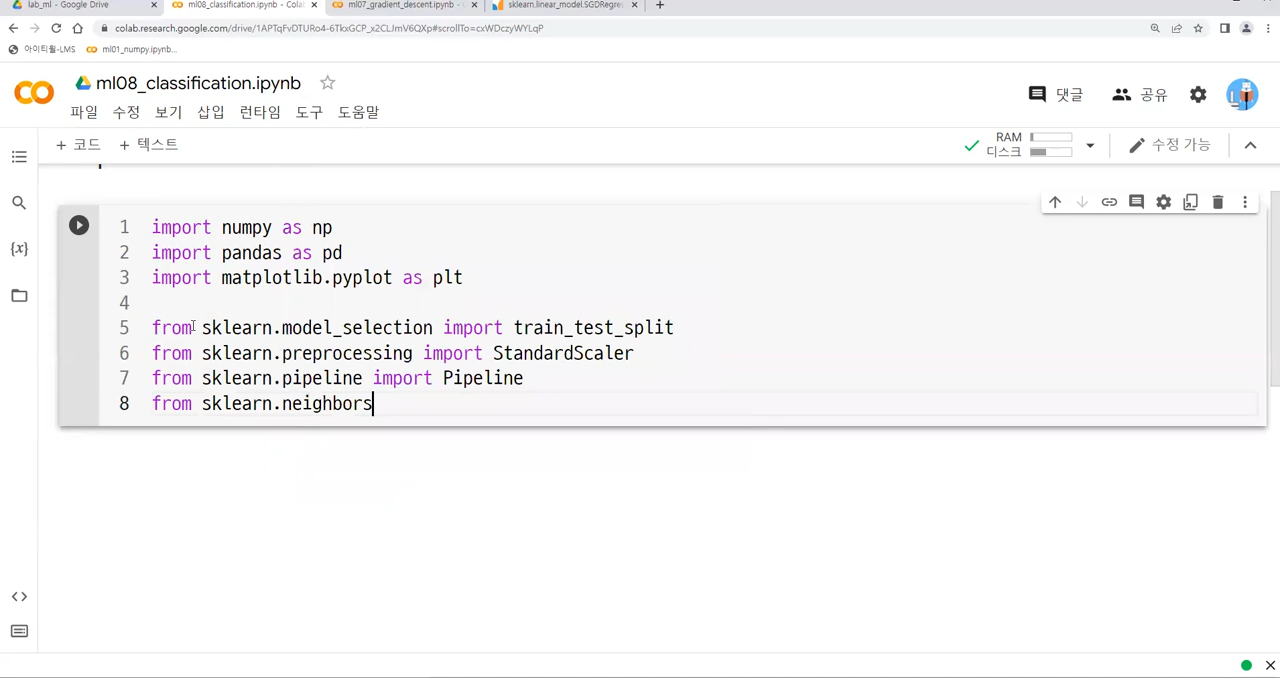 lab_ml - Google Drive
ml08_classification.ipynb - Colab
ml07_gradient_descent.ipynb - C
sklearn.linear_model.SGDRegre
colab.research.google.com/drive/1APTqFvDTURo4-6TkxGCP_x2CLJmV6QXp#scrollTo=cxWDczyWYLqP
아이티윌-LMS
ml01_numpy.ipynb...
ml08_classification.ipynb
파일 수정 보기 삽입 런타임 도구 도움말
댓글 공유
+ 코드 + 텍스트
RAM
디스크
수정 가능
1 import numpy as np
2 import pandas as pd
3 import matplotlib.pyplot as plt
4
5 from sklearn.model_selection import train_test_split
6 from sklearn.preprocessing import StandardScaler
7 from sklearn.pipeline import Pipeline
8 from sklearn.neighbors